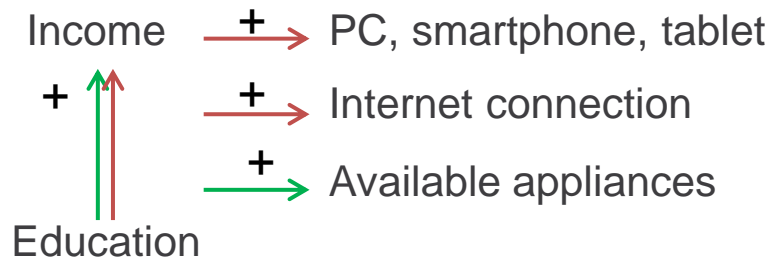 Income + PC, smartphone, tablet
+ + Internet connection
+ Available appliances
Education